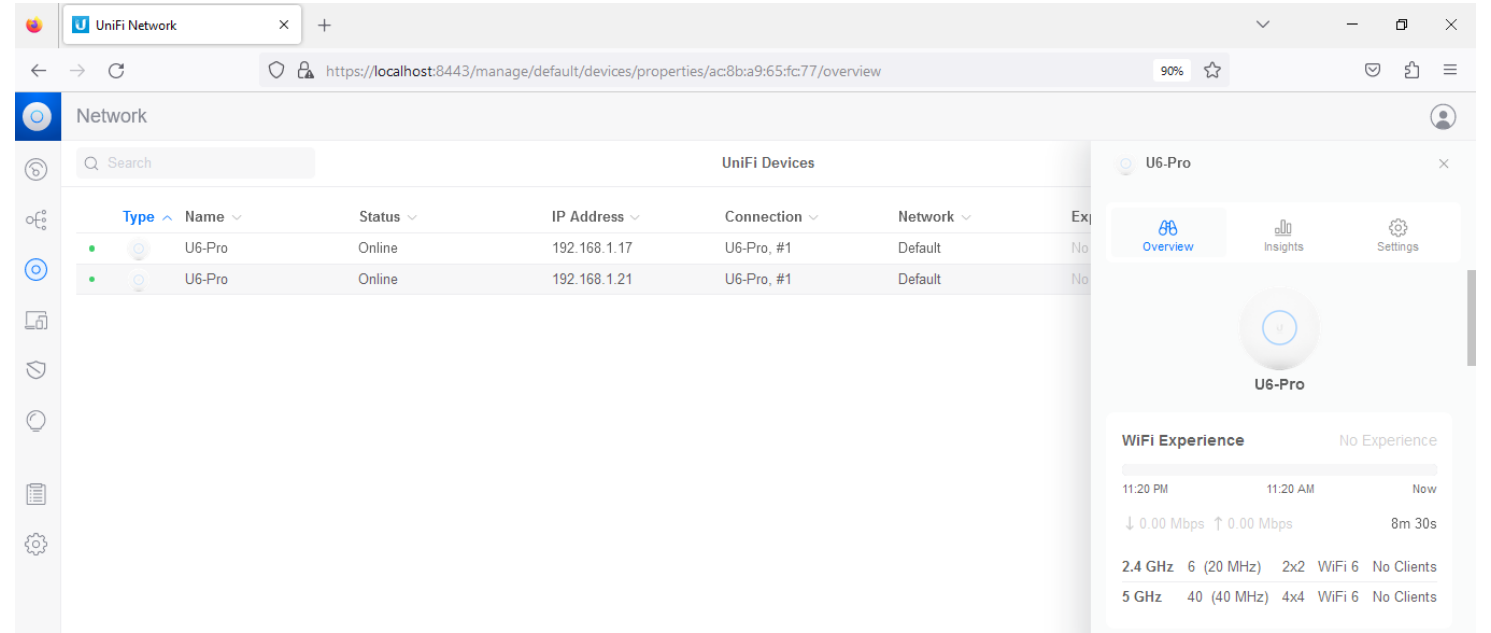 UniFi Network
https://localhost:8443/manage/default/devices/properties/ac:8b:a9:65:fc:77/overview 90%
Network
Search UniFi Devices U6-Pro
Type Name Status IP Address Connection Network
U6-Pro Online 192.168.1.17 U6-Pro, #1 Default No
U6-Pro Online 192.168.1.21 U6-Pro, #1 Default No
Overview Insights Settings
U6-Pro
WiFi Experience No Experience
11:20 PM 11:20 AM Now
↓ 0.00 Mbps ↑ 0.00 Mbps 8m 30s
2.4 GHz 6 (20 MHz) 2x2 WiFi 6 No Clients
5 GHz 40 (40 MHz) 4x4 WiFi 6 No Clients